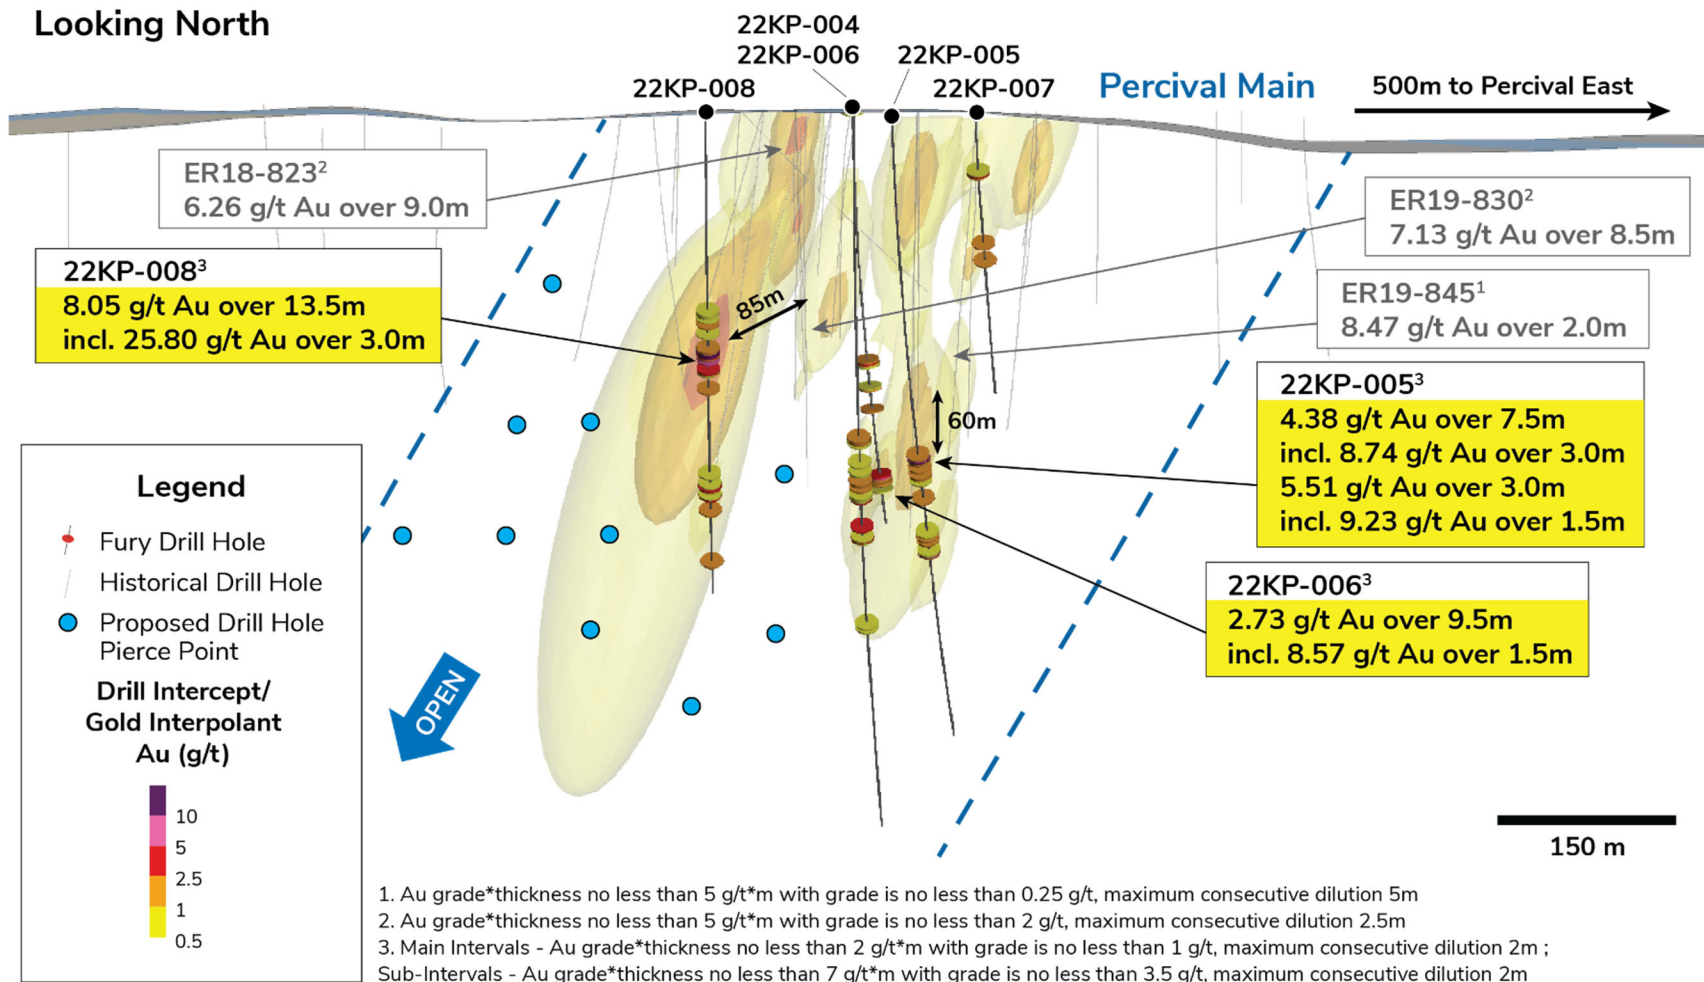 Looking North
22KP-004
22KP-006
22KP-005
22KP-008
22KP-007
Percival Main
500m to Percival East
ER18-823²
6.26 g/t Au over 9.0m
ER19-830²
7.13 g/t Au over 8.5m
22KP-008³
8.05 g/t Au over 13.5m
incl. 25.80 g/t Au over 3.0m
85m
ER19-845¹
8.47 g/t Au over 2.0m
22KP-005³
4.38 g/t Au over 7.5m
incl. 8.74 g/t Au over 3.0m
5.51 g/t Au over 3.0m
incl. 9.23 g/t Au over 1.5m
60m
22KP-006³
2.73 g/t Au over 9.5m
incl. 8.57 g/t Au over 1.5m
Legend
Fury Drill Hole
Historical Drill Hole
Proposed Drill Hole
Pierce Point
Drill Intercept/
Gold Interpolant
Au (g/t)
10
5
2.5
1
0.5
OPEN
150 m
1. Au grade*thickness no less than 5 g/t*m with grade is no less than 0.25 g/t, maximum consecutive dilution 5m
2. Au grade*thickness no less than 5 g/t*m with grade is no less than 2 g/t, maximum consecutive dilution 2.5m
3. Main Intervals - Au grade*thickness no less than 2 g/t*m with grade is no less than 1 g/t, maximum consecutive dilution 2m ;
Sub-Intervals - Au grade*thickness no less than 7 g/t*m with grade is no less than 3.5 g/t, maximum consecutive dilution 2m